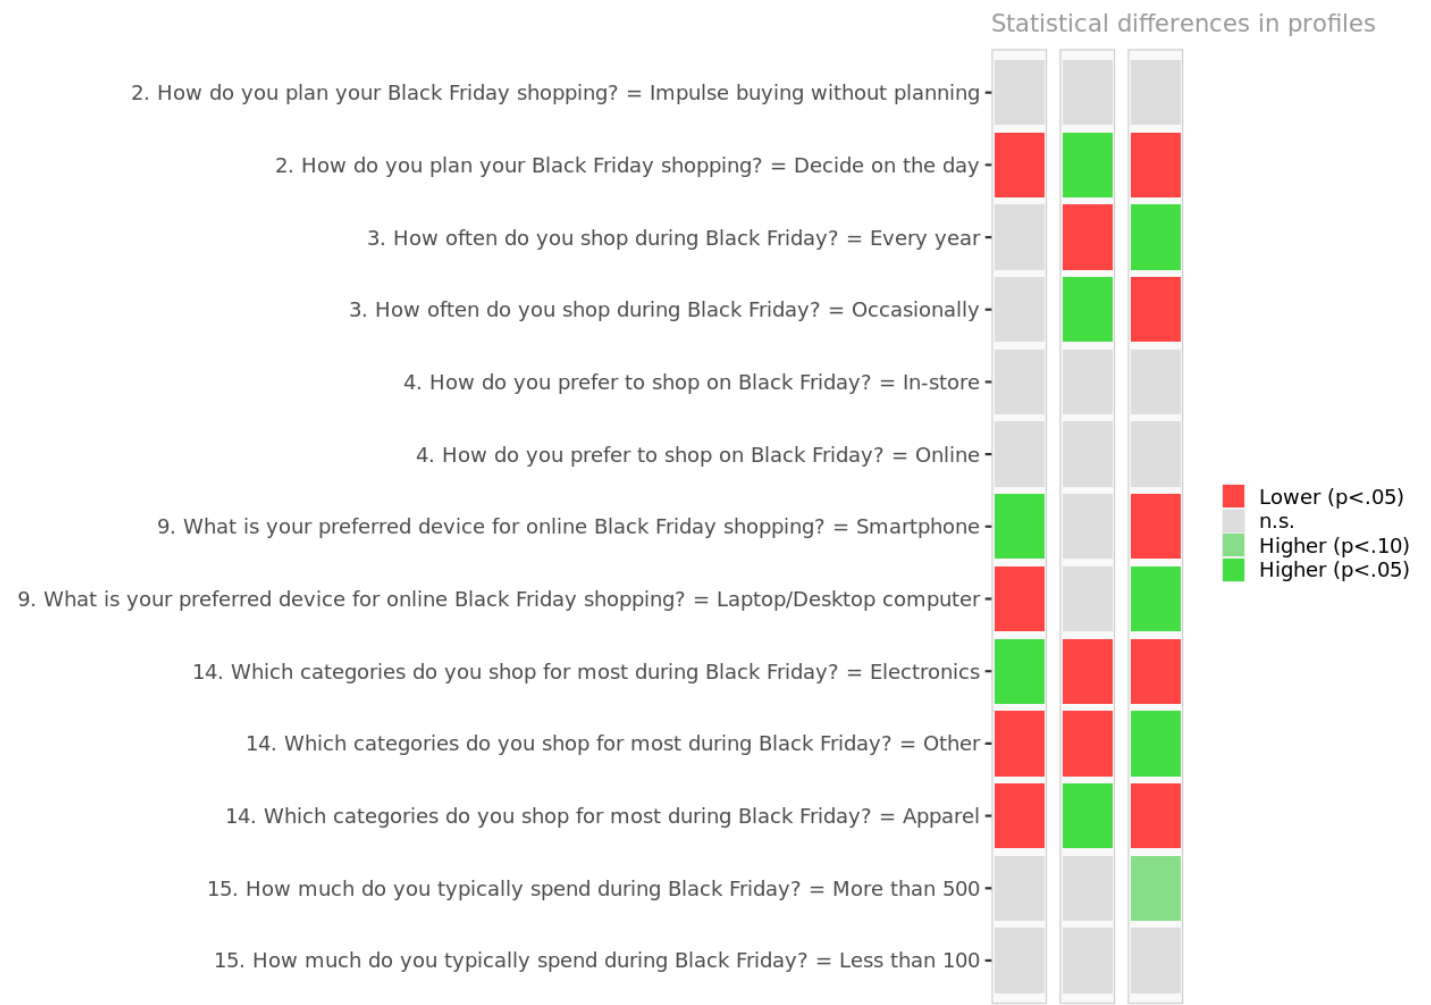 Statistical differences in profiles
2. How do you plan your Black Friday shopping? = Impulse buying without planning
2. How do you plan your Black Friday shopping? = Decide on the day
3. How often do you shop during Black Friday? = Every year
3. How often do you shop during Black Friday? = Occasionally
4. How do you prefer to shop on Black Friday? = In-store
4. How do you prefer to shop on Black Friday? = Online
9. What is your preferred device for online Black Friday shopping? = Smartphone
9. What is your preferred device for online Black Friday shopping? = Laptop/Desktop computer
14. Which categories do you shop for most during Black Friday? = Electronics
14. Which categories do you shop for most during Black Friday? = Other
14. Which categories do you shop for most during Black Friday? = Apparel
15. How much do you typically spend during Black Friday? = More than 500
15. How much do you typically spend during Black Friday? = Less than 100
Lower (p<.05)
n.s.
Higher (p<.10)
Higher (p<.05)